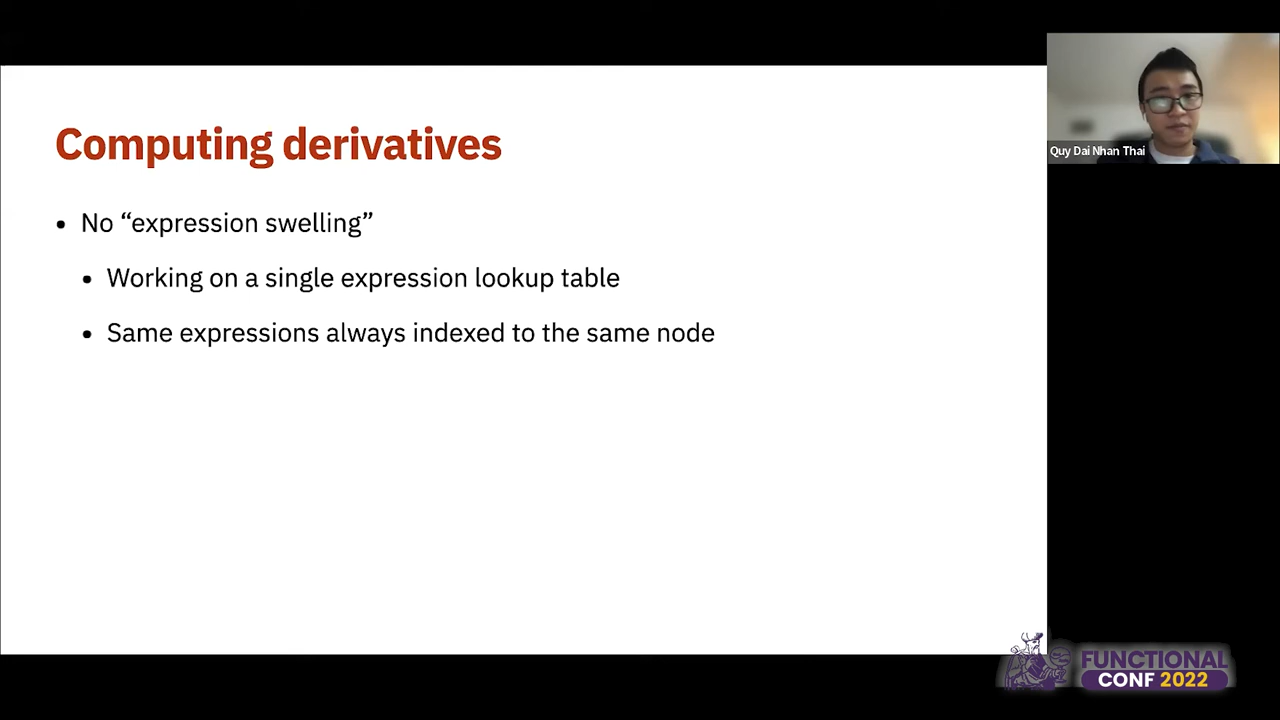 Computing derivatives
• No “expression swelling”
• Working on a single expression lookup table
• Same expressions always indexed to the same node
Quy Dai Nhan Thai
FUNCTIONAL
CONF 2022